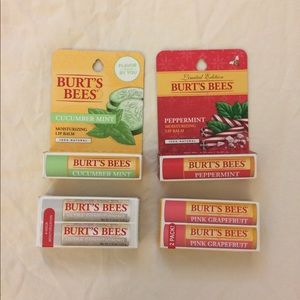 BURT'S BEES
CUCUMBER MINT
MOISTURIZING
LIP BALM
100% NATURAL
BURT'S BEES
CUCUMBER MINT
Limited Edition
BURT'S BEES
PEPPERMINT
MOISTURIZING
LIP BALM
100% NATURAL
BURT'S BEES
PEPPERMINT
BURT'S BEES
BURT'S BEES
2 PACK!
BURT'S BEES
PINK GRAPEFRUIT
BURT'S BEES
PINK GRAPEFRUIT